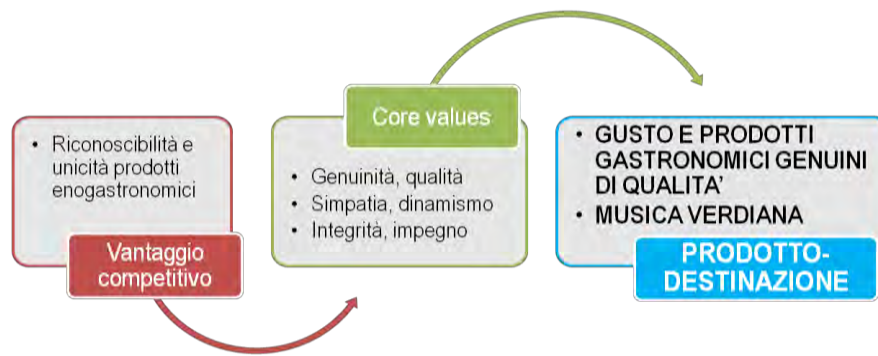 • Riconoscibilità e
unicità prodotti
enogastronomici
Vantaggio
competitivo
Core values
• Genuinità, qualità
• Simpatia, dinamismo
• Integrità, impegno
• GUSTO E PRODOTTI
GASTRONOMICI GENUINI
DI QUALITA'
• MUSICA VERDIANA
PRODOTTO-
DESTINAZIONE